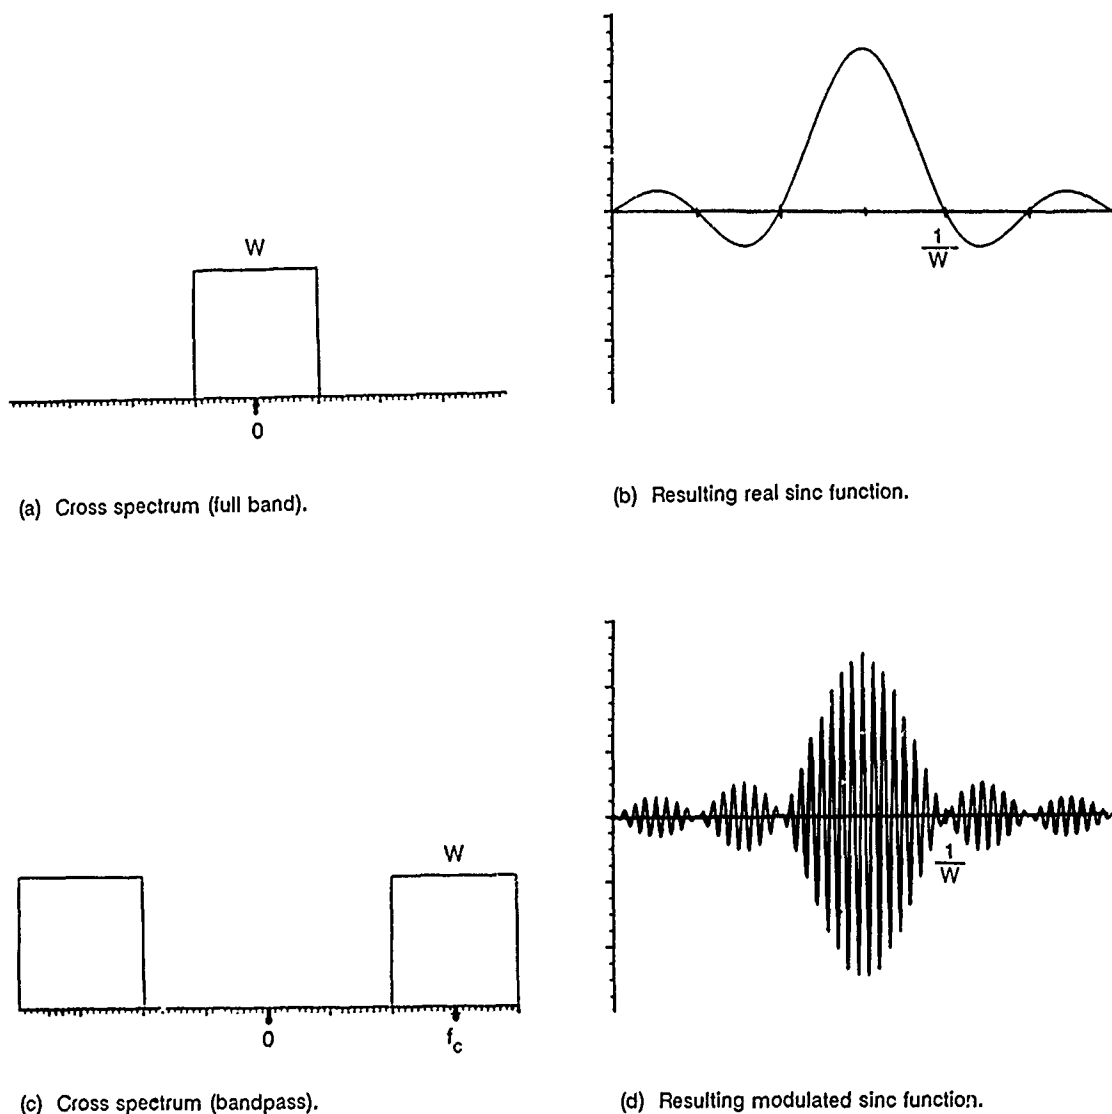 W
0
(a) Cross spectrum (full band).
1
W
(b) Resulting real sinc function.
W
0
f_c
(c) Cross spectrum (bandpass).
1
W
(d) Resulting modulated sinc function.